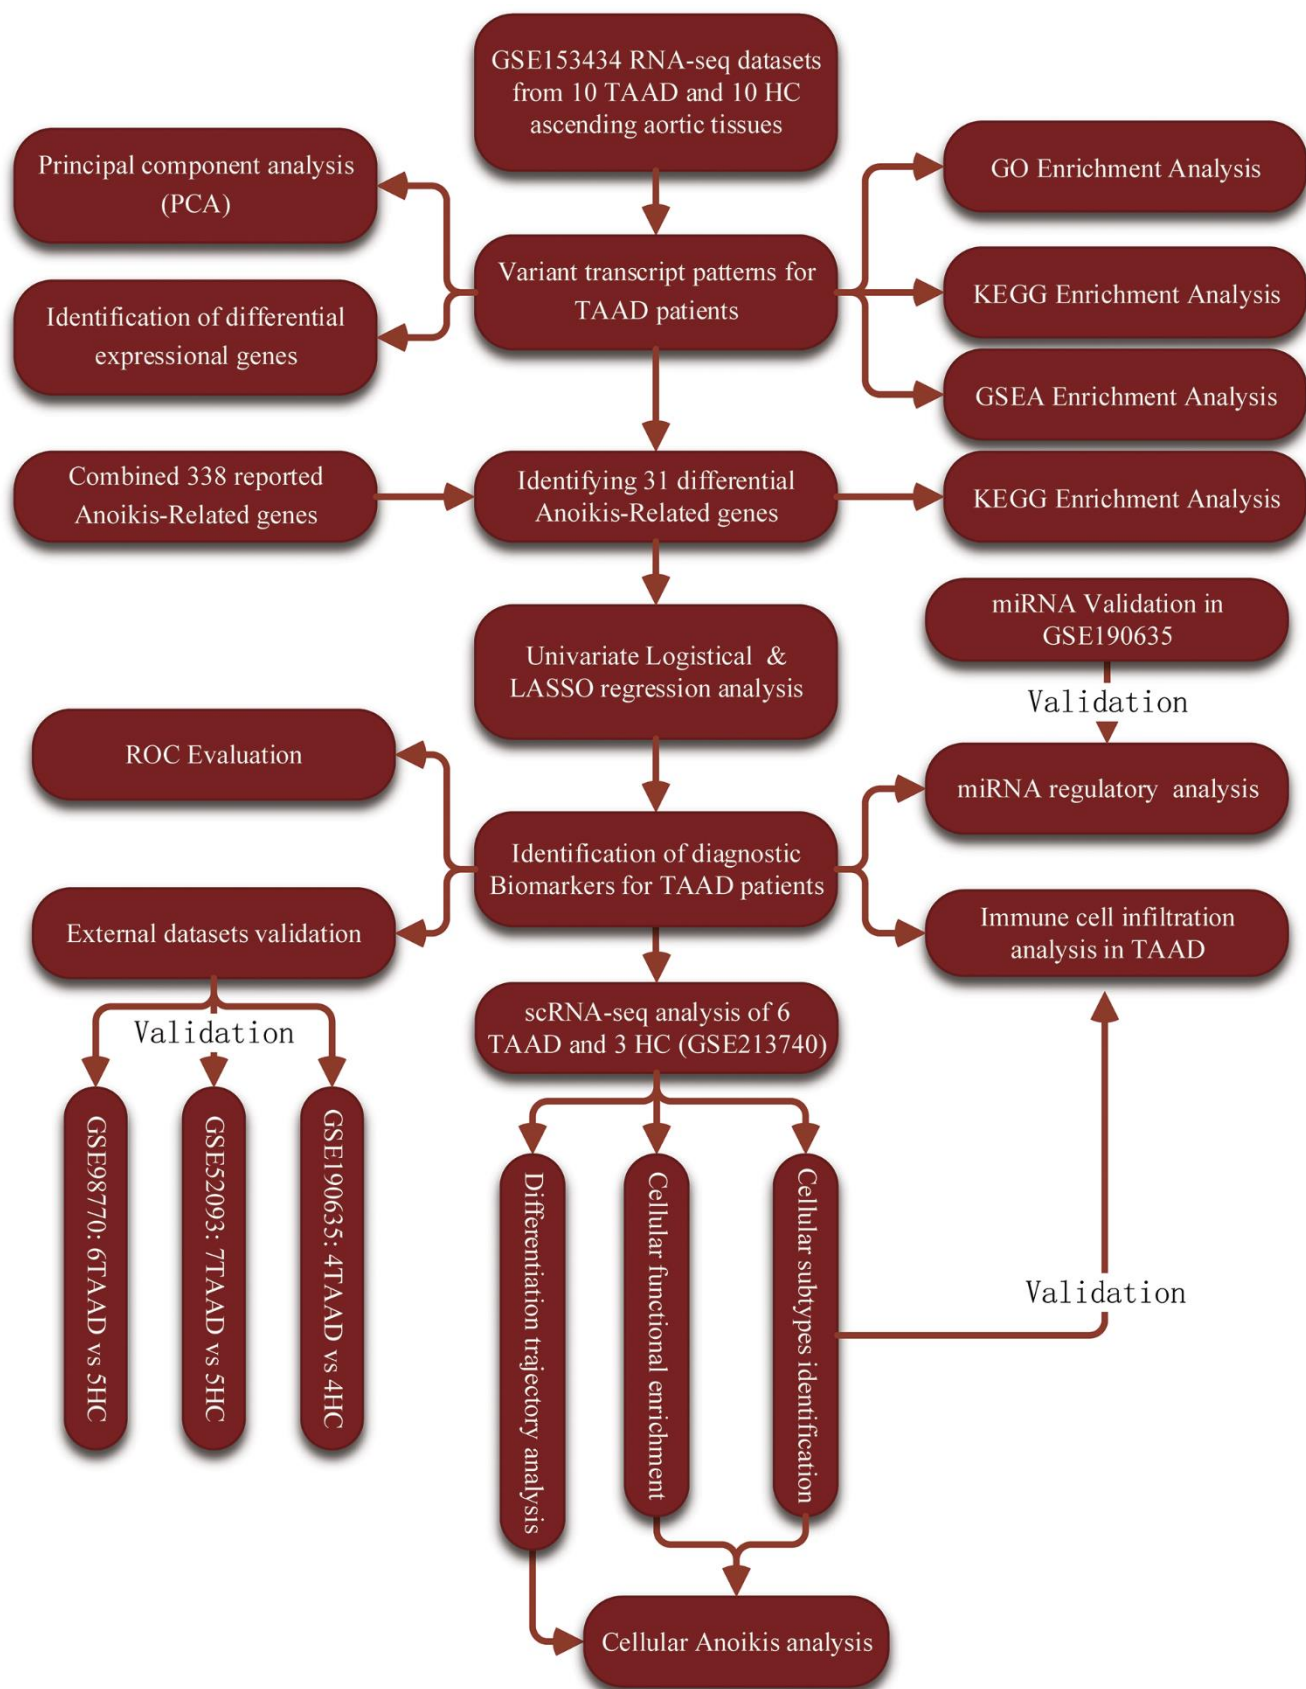 GSE153434 RNA-seq datasets
from 10 TAAD and 10 HC
ascending aortic tissues
Principal component analysis
(PCA)
GO Enrichment Analysis
Variant transcript patterns for
TAAD patients
KEGG Enrichment Analysis
Identification of differential
expressional genes
GSEA Enrichment Analysis
Combined 338 reported
Anoikis-Related genes
Identifying 31 differential
Anoikis-Related genes
KEGG Enrichment Analysis
miRNA Validation in
GSE190635
Univariate Logistical &
LASSO regression analysis
Validation
ROC Evaluation
miRNA regulatory analysis
Identification of diagnostic
Biomarkers for TAAD patients
External datasets validation
Immune cell infiltration
analysis in TAAD
scRNA-seq analysis of 6
TAAD and 3 HC (GSE213740)
Validation
GSE98770: 6TAAD vs 5HC
GSE52093: 7TAAD vs 5HC
GSE190635: 4TAAD vs 4HC
Differentiation trajectory analysis
Cellular functional enrichment
Cellular subtypes identification
Validation
Cellular Anoikis analysis